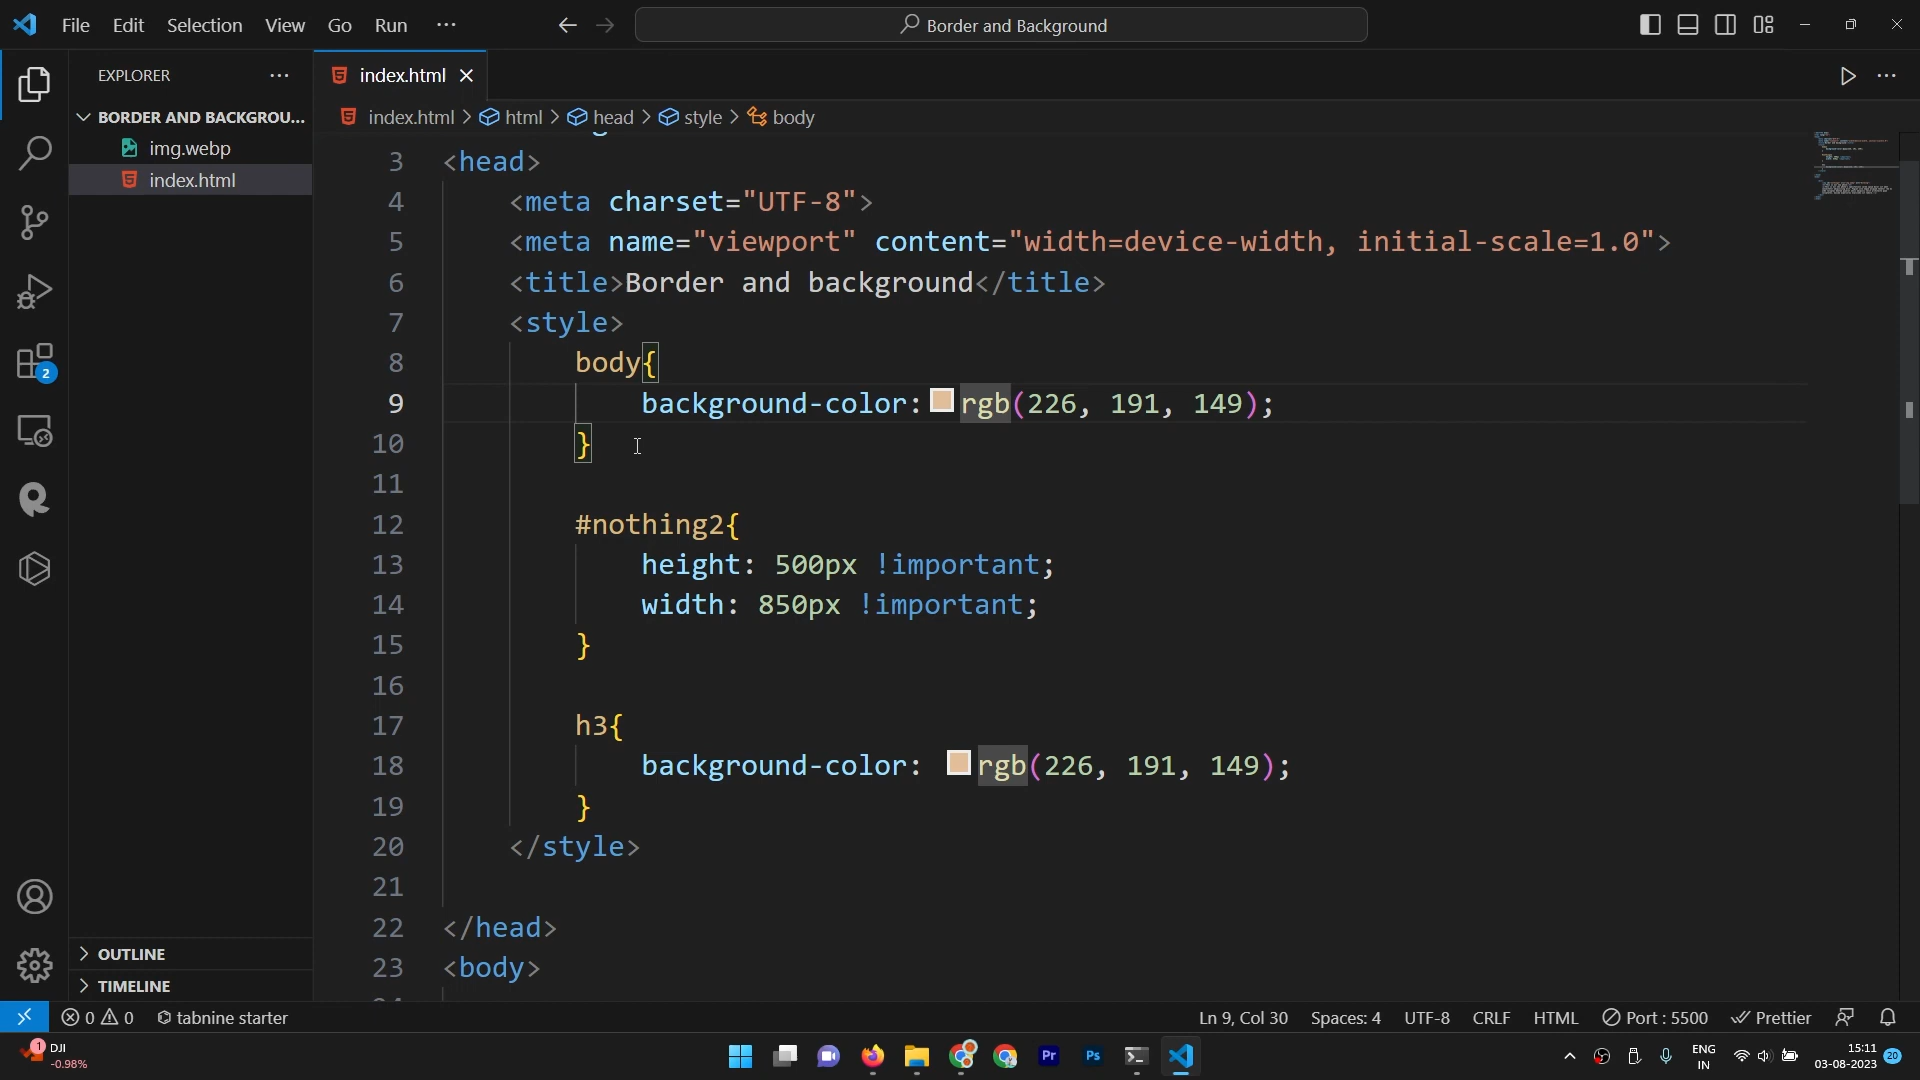 File Edit Selection View Go Run ···
Border and Background
EXPLORER
index.html
BORDER AND BACKGROU...
img.webp
index.html
index.html > html > head > style > body
3 <head>
4 <meta charset="UTF-8">
5 <meta name="viewport" content="width=device-width, initial-scale=1.0">
6 <title>Border and background</title>
7 <style>
8 body{
9 background-color: rgb(226, 191, 149);
10 }
11
12 #nothing2{
13 height: 500px !important;
14 width: 850px !important;
15 }
16
17 h3{
18 background-color: rgb(226, 191, 149);
19 }
20 </style>
21
22 </head>
23 <body>
2
OUTLINE
TIMELINE
0 0 tabnine starter
Ln 9, Col 30 Spaces: 4 UTF-8 CRLF HTML Port : 5500 Prettier
1 DJI
-0.98%
Pr Ps
ENG
IN
15:11
03-08-2023
20